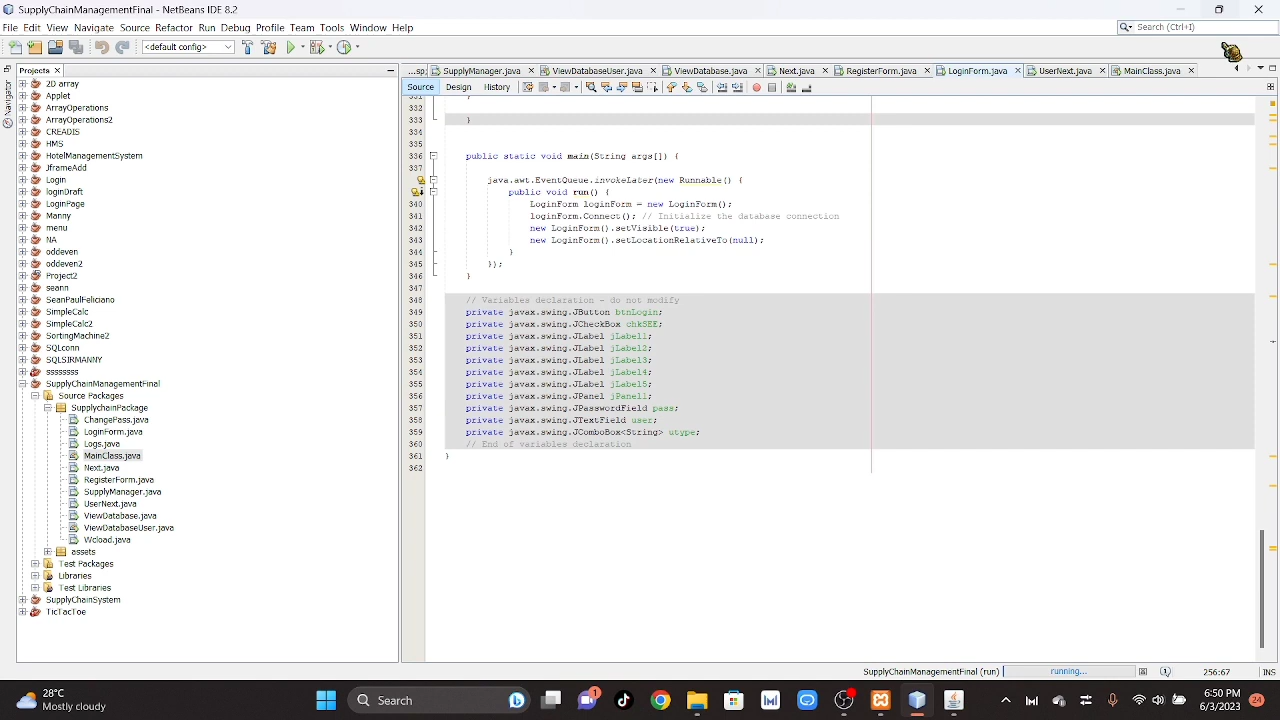 SupplyChainManagementFinal - NetBeans IDE 8.2
File Edit View Navigate Source Refactor Run Debug Profile Team Tools Window Help
Search (Ctrl+I)
<default config>
Projects
Navigator
...sp SupplyManager.java ViewDatabaseUser.java ViewDatabase.java Next.java RegisterForm.java LoginForm.java UserNext.java MainClass.java
Source Design History
2D array
Applet
ArrayOperations
ArrayOperations2
CREADIS
HMS
HotelManagementSystem
JframeAdd
Login
loginDraft
LoginPage
Manny
menu
NA
oddeven
oddeven2
Project2
seann
SeanPaulFeliciano
SimpleCalc
SimpleCalc2
SortingMachine2
SQLconn
SQLSIRMANNY
ssssssss
SupplyChainManagementFinal
Source Packages
SupplychainPackage
ChangePass.java
LoginForm.java
Logs.java
MainClass.java
Next.java
RegisterForm.java
SupplyManager.java
UserNext.java
ViewDatabase.java
ViewDatabaseUser.java
Wcload.java
assets
Test Packages
Libraries
Test Libraries
SupplyChainSystem
TicTacToe
332
333 }
334
335
336 public static void main(String args[]) {
337
java.awt.EventQueue.invokeLater(new Runnable() {
public void run() {
340 LoginForm loginForm = new LoginForm();
341 loginForm.Connect(); // Initialize the database connection
342 new LoginForm().setVisible(true);
343 new LoginForm().setLocationRelativeTo(null);
344 }
345 });
346 }
347
348 // Variables declaration - do not modify
349 private javax.swing.JButton btnLogin;
350 private javax.swing.JCheckBox chkSEE;
351 private javax.swing.JLabel jLabel1;
352 private javax.swing.JLabel jLabel2;
353 private javax.swing.JLabel jLabel3;
354 private javax.swing.JLabel jLabel4;
355 private javax.swing.JLabel jLabel5;
356 private javax.swing.JPanel jPanel1;
357 private javax.swing.JPasswordField pass;
358 private javax.swing.JTextField user;
359 private javax.swing.JComboBox<String> utype;
360 // End of variables declaration
361 }
362
SupplyChainManagementFinal (run) running... 1 256:67 INS
28°C
Mostly cloudy
Search
1
6:50 PM
6/3/2023
24